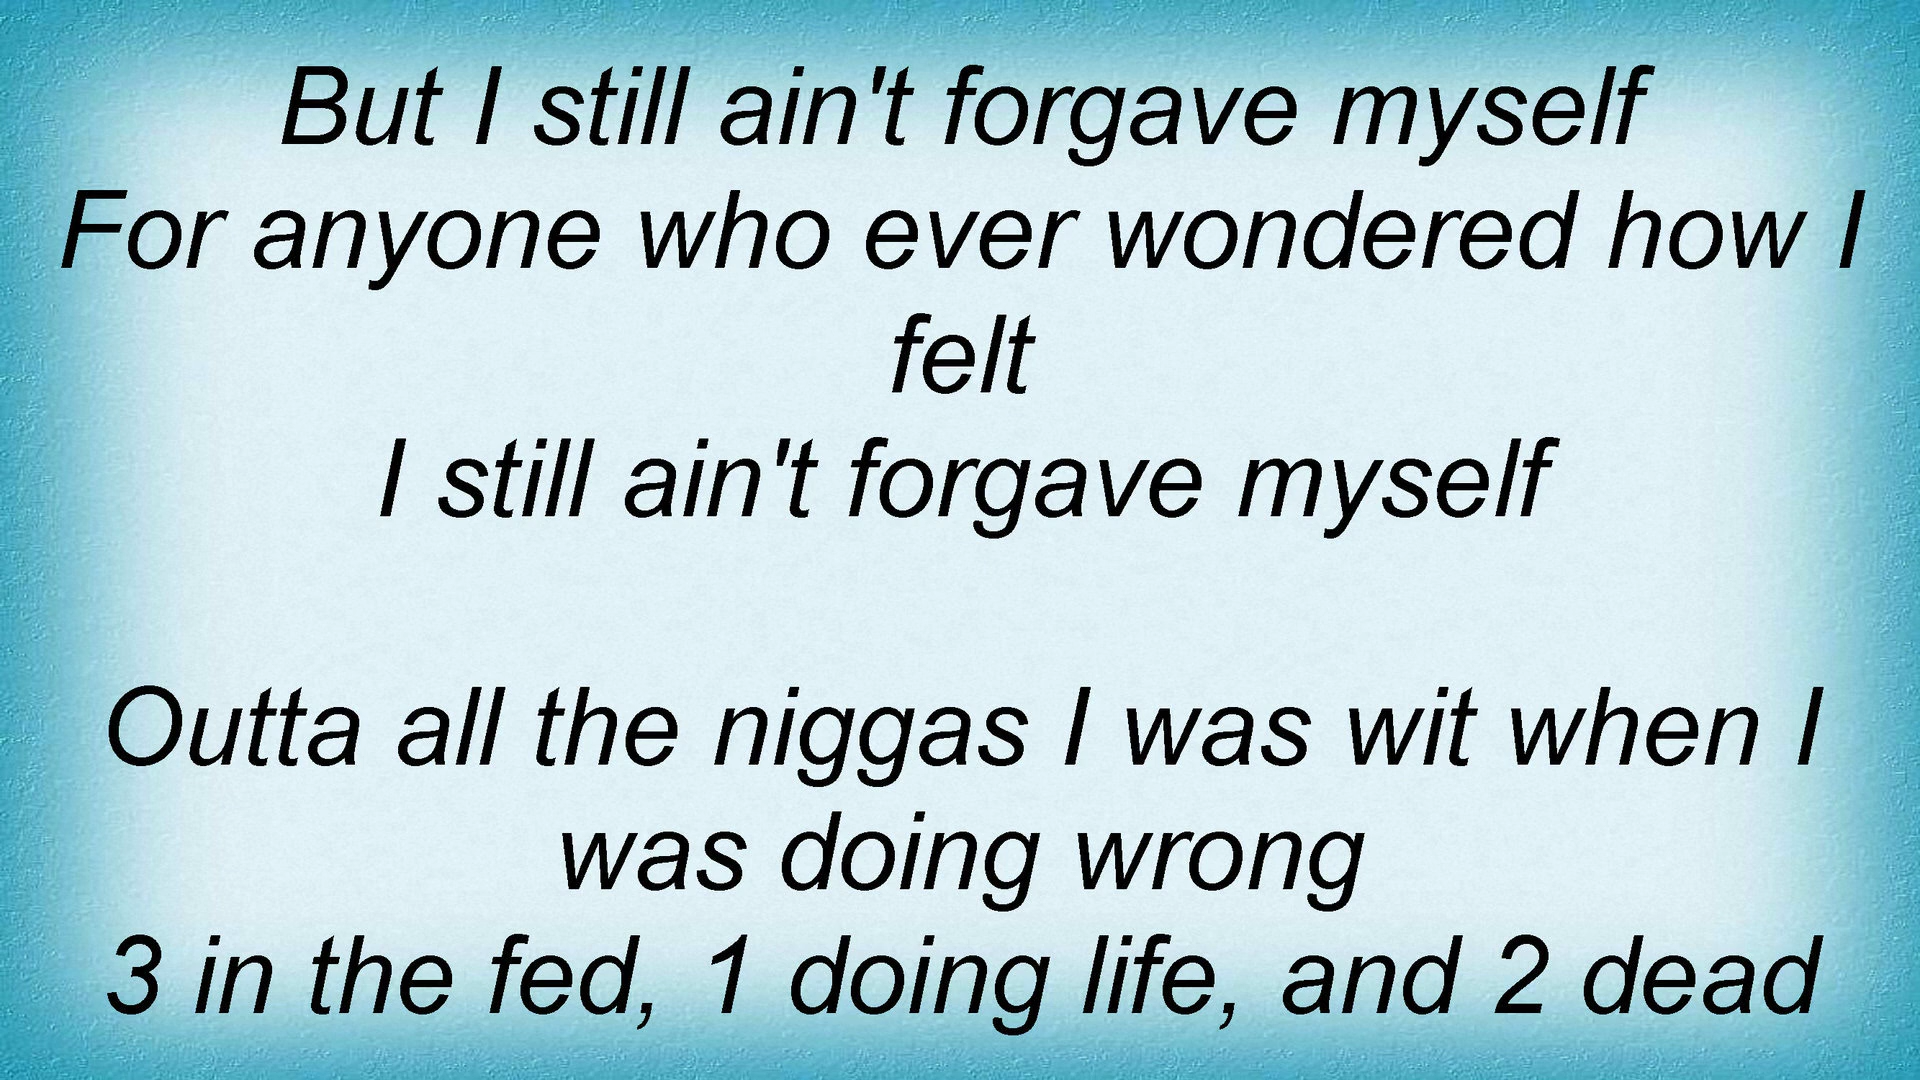 But I still ain't forgave myself
For anyone who ever wondered how I
felt
I still ain't forgave myself
Outta all the niggas I was wit when I
was doing wrong
3 in the fed, 1 doing life, and 2 dead